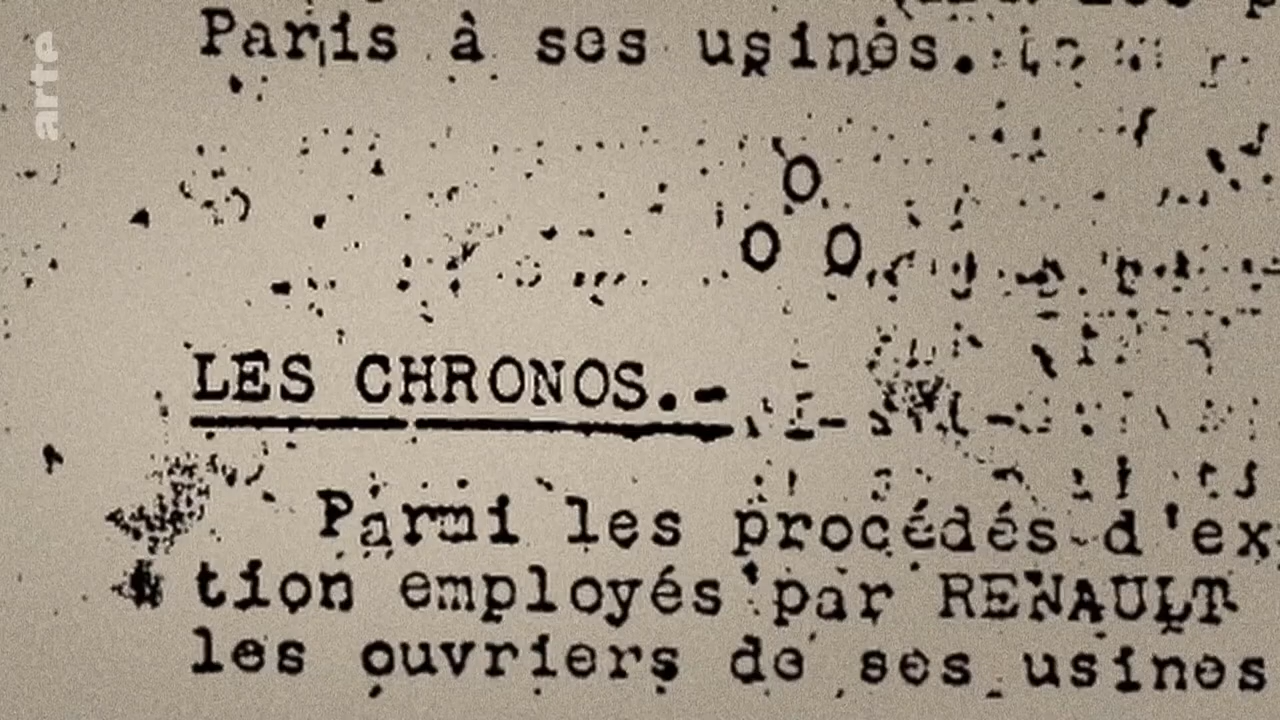 arte
Paris à ses usines.
O
O O
LES CHRONOS.-
Parmi les procédés d'ex
tion employés par RENAULT
les ouvriers de ses usines